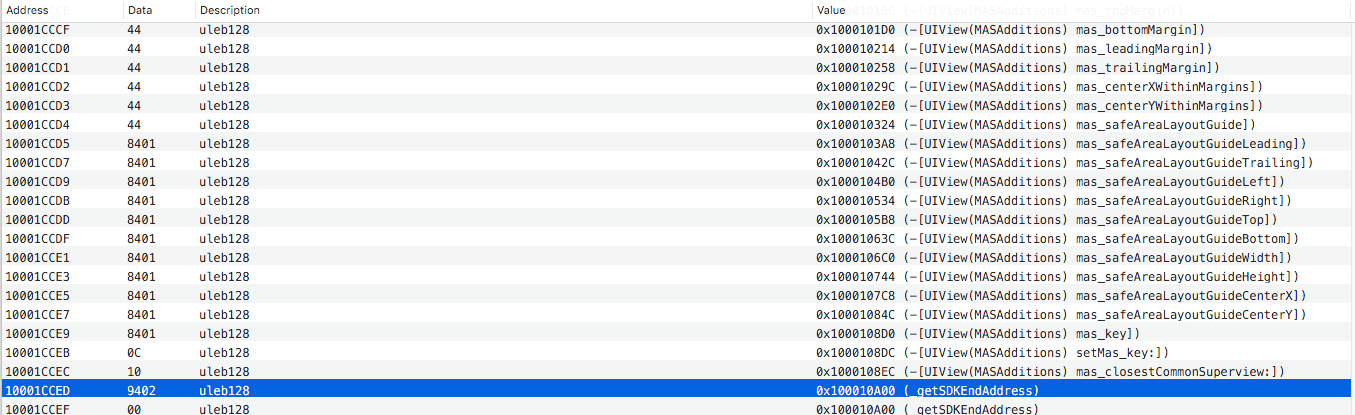 Address Data Description Value
10001CCCF 44 uleb128 0x1000101D0 (-[UIView(MASAdditions) mas_bottomMargin])
10001CCD0 44 uleb128 0x100010214 (-[UIView(MASAdditions) mas_leadingMargin])
10001CCD1 44 uleb128 0x100010258 (-[UIView(MASAdditions) mas_trailingMargin])
10001CCD2 44 uleb128 0x10001029C (-[UIView(MASAdditions) mas_centerXWithinMargins])
10001CCD3 44 uleb128 0x1000102E0 (-[UIView(MASAdditions) mas_centerYWithinMargins])
10001CCD4 44 uleb128 0x100010324 (-[UIView(MASAdditions) mas_safeAreaLayoutGuide])
10001CCD5 8401 uleb128 0x1000103A8 (-[UIView(MASAdditions) mas_safeAreaLayoutGuideLeading])
10001CCD7 8401 uleb128 0x10001042C (-[UIView(MASAdditions) mas_safeAreaLayoutGuideTrailing])
10001CCD9 8401 uleb128 0x1000104B0 (-[UIView(MASAdditions) mas_safeAreaLayoutGuideLeft])
10001CCDB 8401 uleb128 0x100010534 (-[UIView(MASAdditions) mas_safeAreaLayoutGuideRight])
10001CCDD 8401 uleb128 0x1000105B8 (-[UIView(MASAdditions) mas_safeAreaLayoutGuideTop])
10001CCDF 8401 uleb128 0x10001063C (-[UIView(MASAdditions) mas_safeAreaLayoutGuideBottom])
10001CCE1 8401 uleb128 0x1000106C0 (-[UIView(MASAdditions) mas_safeAreaLayoutGuideWidth])
10001CCE3 8401 uleb128 0x100010744 (-[UIView(MASAdditions) mas_safeAreaLayoutGuideHeight])
10001CCE5 8401 uleb128 0x1000107C8 (-[UIView(MASAdditions) mas_safeAreaLayoutGuideCenterX])
10001CCE7 8401 uleb128 0x10001084C (-[UIView(MASAdditions) mas_safeAreaLayoutGuideCenterY])
10001CCE9 8401 uleb128 0x1000108D0 (-[UIView(MASAdditions) mas_key])
10001CCEB 0C uleb128 0x1000108DC (-[UIView(MASAdditions) setMas_key:])
10001CCEC 10 uleb128 0x1000108EC (-[UIView(MASAdditions) mas_closestCommonSuperview:])
10001CCED 9402 uleb128 0x100010A00 (_getSDKEndAddress)
10001CCEF 00 uleb128 0x100010A00 (_getSDKEndAddress)